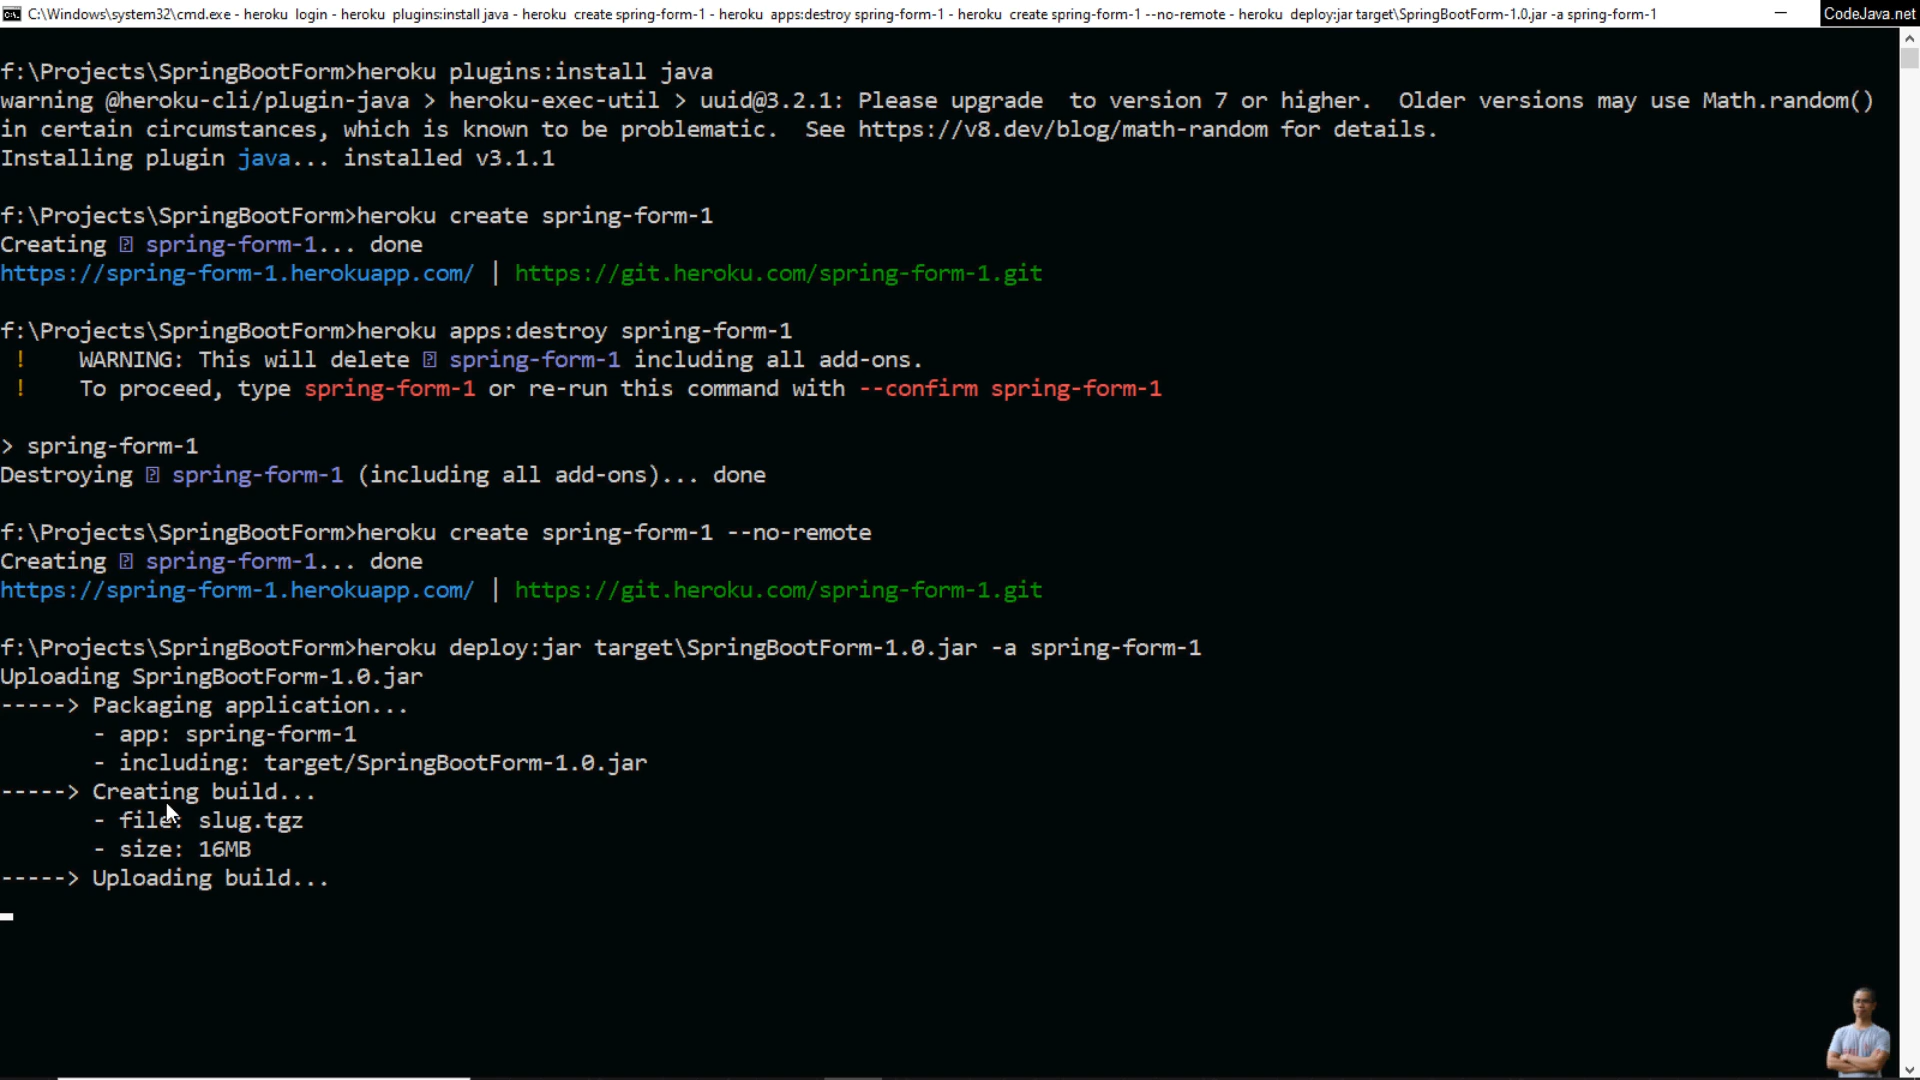 C:\Windows\system32\cmd.exe - heroku login - heroku plugins:install java - heroku create spring-form-1 - heroku apps:destroy spring-form-1 - heroku create spring-form-1 --no-remote - heroku deploy:jar target\SpringBootForm-1.0.jar -a spring-form-1
CodeJava.net
f:\Projects\SpringBootForm>heroku plugins:install java
warning @heroku-cli/plugin-java > heroku-exec-util > uuid@3.2.1: Please upgrade  to version 7 or higher.  Older versions may use Math.random()
in certain circumstances, which is known to be problematic.  See https://v8.dev/blog/math-random for details.
Installing plugin java... installed v3.1.1
f:\Projects\SpringBootForm>heroku create spring-form-1
Creating ⍰ spring-form-1... done
https://spring-form-1.herokuapp.com/ | https://git.heroku.com/spring-form-1.git
f:\Projects\SpringBootForm>heroku apps:destroy spring-form-1
!    WARNING: This will delete ⍰ spring-form-1 including all add-ons.
!    To proceed, type spring-form-1 or re-run this command with --confirm spring-form-1
> spring-form-1
Destroying ⍰ spring-form-1 (including all add-ons)... done
f:\Projects\SpringBootForm>heroku create spring-form-1 --no-remote
Creating ⍰ spring-form-1... done
https://spring-form-1.herokuapp.com/ | https://git.heroku.com/spring-form-1.git
f:\Projects\SpringBootForm>heroku deploy:jar target\SpringBootForm-1.0.jar -a spring-form-1
Uploading SpringBootForm-1.0.jar
-----> Packaging application...
- app: spring-form-1
- including: target/SpringBootForm-1.0.jar
-----> Creating build...
- file: slug.tgz
- size: 16MB
-----> Uploading build...